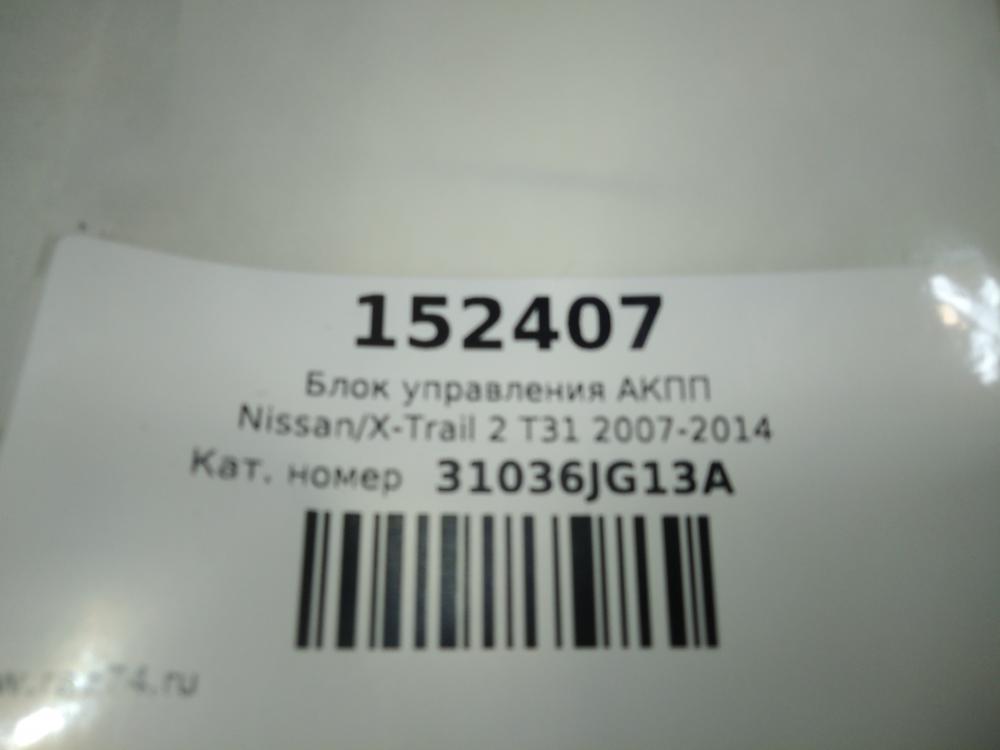 152407
Блок управления АКПП
Nissan/X-Trail 2 T31 2007-2014
Кат. номер 31036JG13A